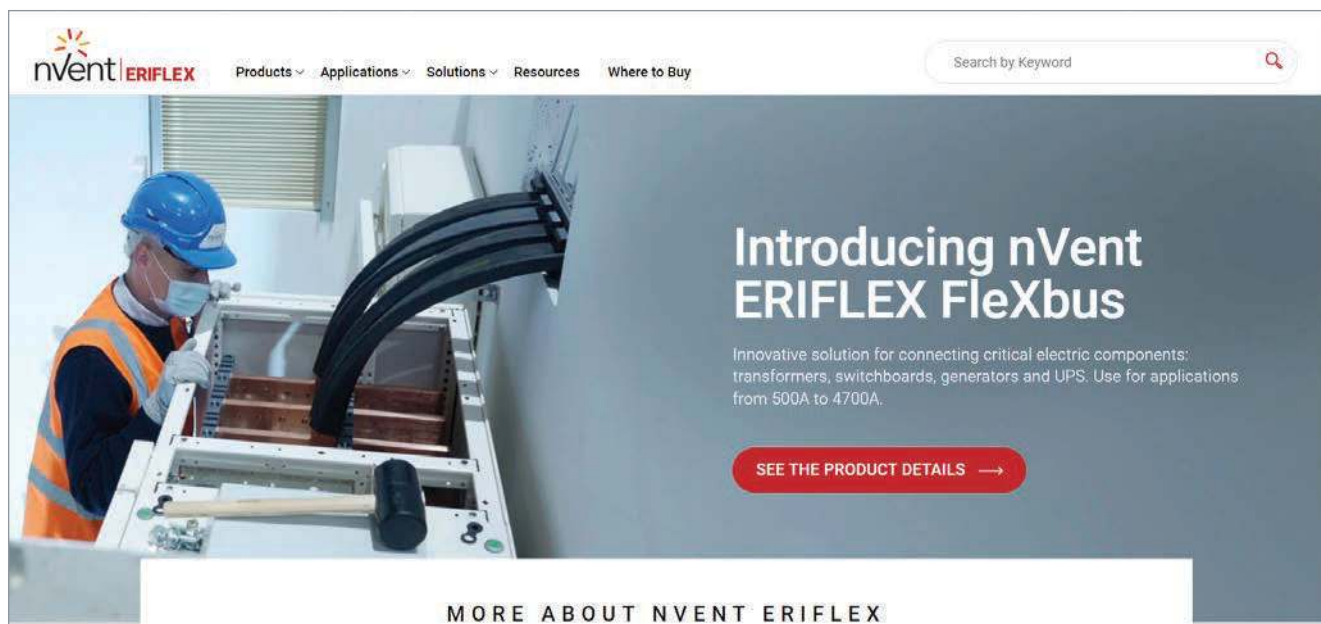 nVent ERIFLEX
Products Applications Solutions Resources Where to Buy
Search by Keyword
Introducing nVent
ERIFLEX FleXbus
Innovative solution for connecting critical electric components:
transformers, switchboards, generators and UPS. Use for applications
from 500A to 4700A.
SEE THE PRODUCT DETAILS →
MORE ABOUT NVENT ERIFLEX